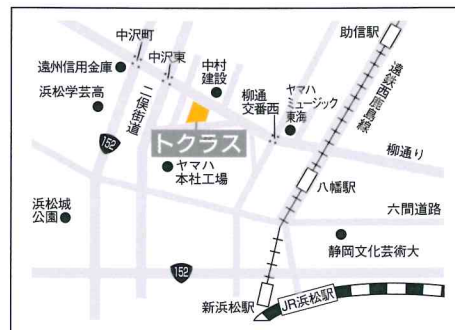 助信駅
中沢町
中沢東
遠州信用金庫
中村
建設
柳通
交番西
ヤマハ
ミュージック
東海
遠鉄西鹿島線
浜松学芸高
二俣街道
152
トクラス
柳通り
ヤマハ
本社工場
八幡駅
浜松城
公園
六間道路
静岡文化芸術大
152
新浜松駅
JR浜松駅